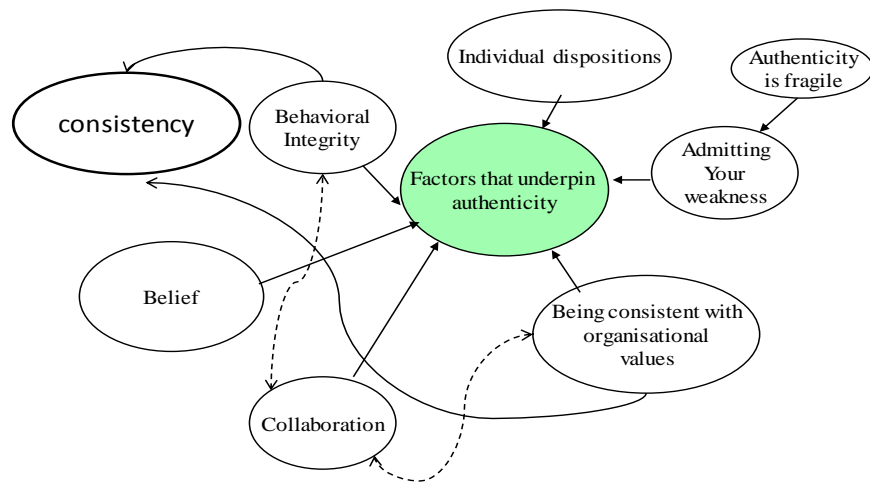 Individual dispositions
Authenticity
is fragile
consistency
Behavioral
Integrity
Factors that underpin
authenticity
Admitting
Your
weakness
Belief
Being consistent with
organisational
values
Collaboration